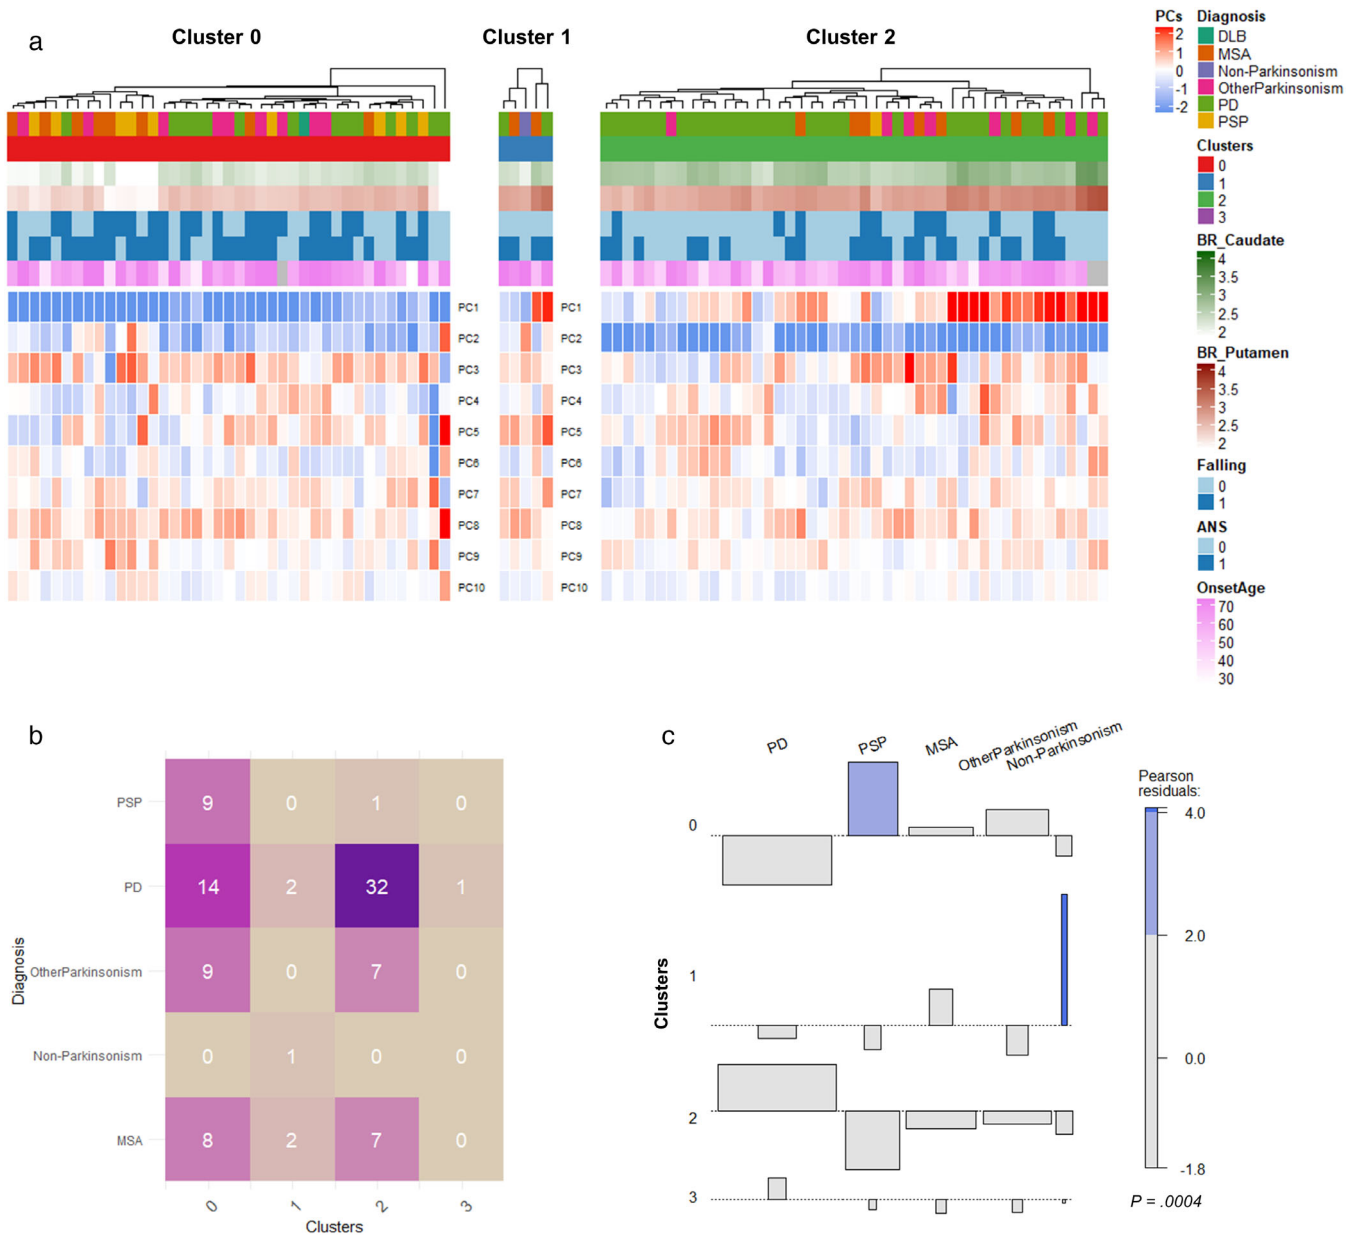 a
Cluster 0
Cluster 1
Cluster 2
PC1
PC2
PC3
PC4
PC5
PC6
PC7
PC8
PC9
PC10
PC1
PC2
PC3
PC4
PC5
PC6
PC7
PC8
PC9
PC10
PCs
2
1
0
-1
-2
Diagnosis
DLB
MSA
Non-Parkinsonism
OtherParkinsonism
PD
PSP
Clusters
0
1
2
3
BR_Caudate
4
3.5
3
2.5
2
BR_Putamen
4
3.5
3
2.5
2
Falling
0
1
ANS
0
1
OnsetAge
70
60
50
40
30
b
Diagnosis
PSP 9 0 1 0
PD 14 2 32 1
OtherParkinsonism 9 0 7 0
Non-Parkinsonism 0 1 0 0
MSA 8 2 7 0
0 1 2 3
Clusters
c
PD PSP MSA OtherParkinsonism Non-Parkinsonism
Clusters
0
1
2
3
Pearson
residuals:
4.0
2.0
0.0
-1.8
P = .0004